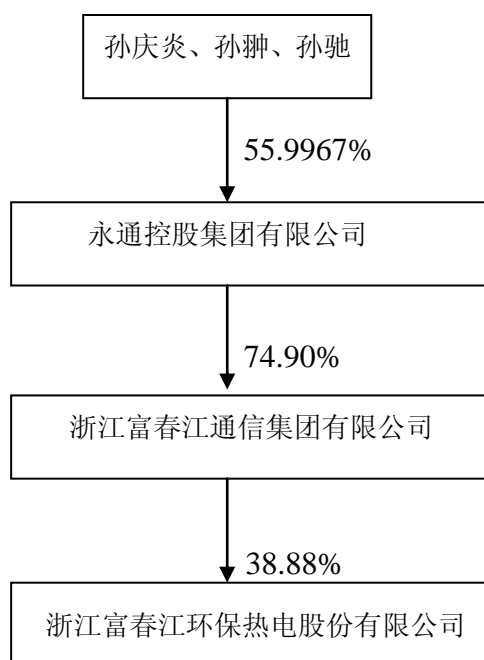 孙庆炎、孙翀、孙驰
55.9967%
永通控股集团有限公司
74.90%
浙江富春江通信集团有限公司
38.88%
浙江富春江环保热电股份有限公司